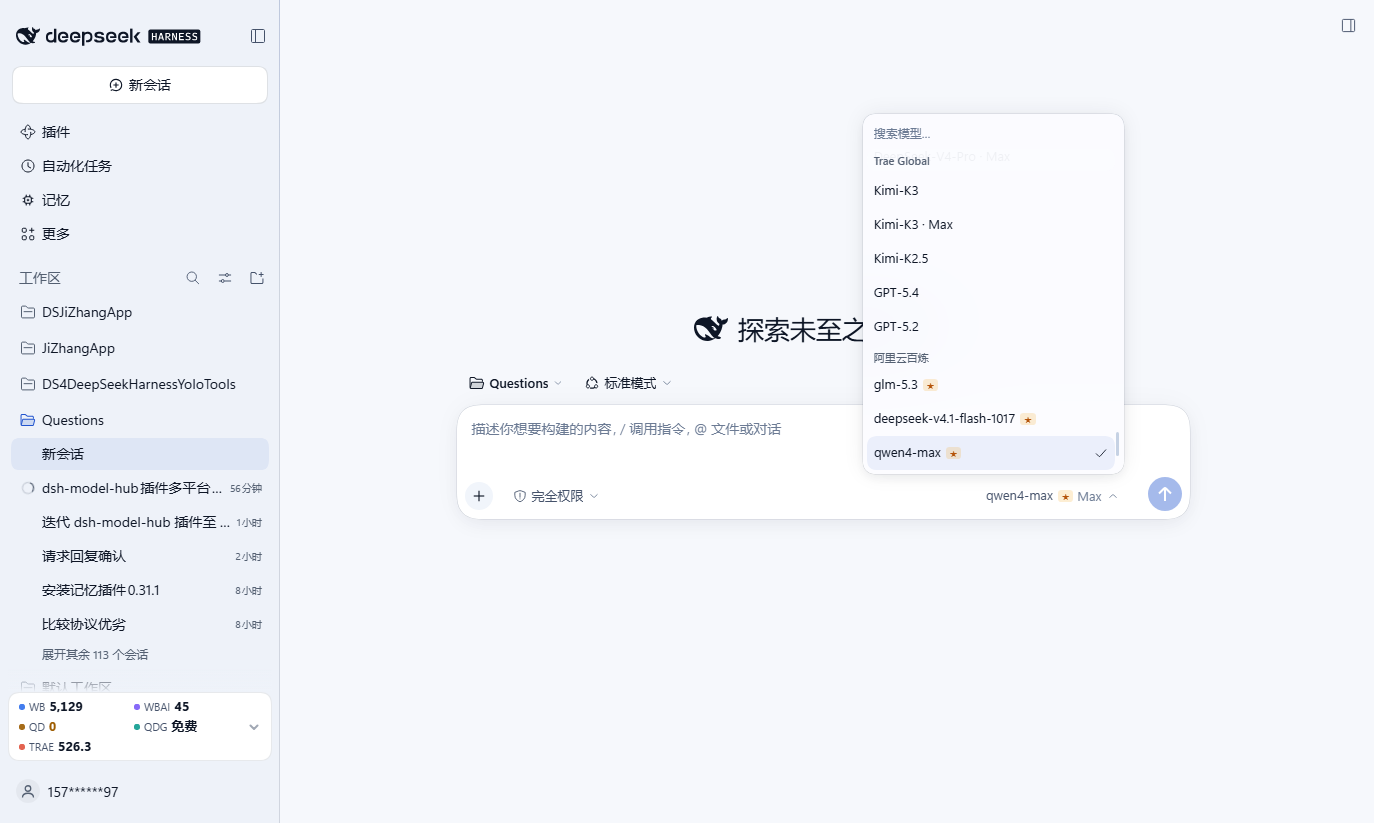 deepseek HARNESS
新会话
插件
自动化任务
记忆
更多
工作区
DSJiZhangApp
JiZhangApp
DS4DeepSeekHarnessYoloTools
Questions
新会话
dsh-model-hub插件多平台... 56分钟
迭代 dsh-model-hub 插件至 ... 1小时
请求回复确认 2小时
安装记忆插件0.31.1 8小时
比较协议优劣 8小时
展开其余 113 个会话
默认工作区
WB 5,129 WBAI 45
QD 0 QDG 免费
TRAE 526.3
157******97
探索未至之
Questions 标准模式
描述你想要构建的内容, / 调用指令, @ 文件或对话
完全权限 qwen4-max ★ Max
搜索模型...
V4-Pro · Max
Trae Global
Kimi-K3
Kimi-K3 · Max
Kimi-K2.5
GPT-5.4
GPT-5.2
阿里云百炼
glm-5.3 ★
deepseek-v4.1-flash-1017 ★
qwen4-max ★